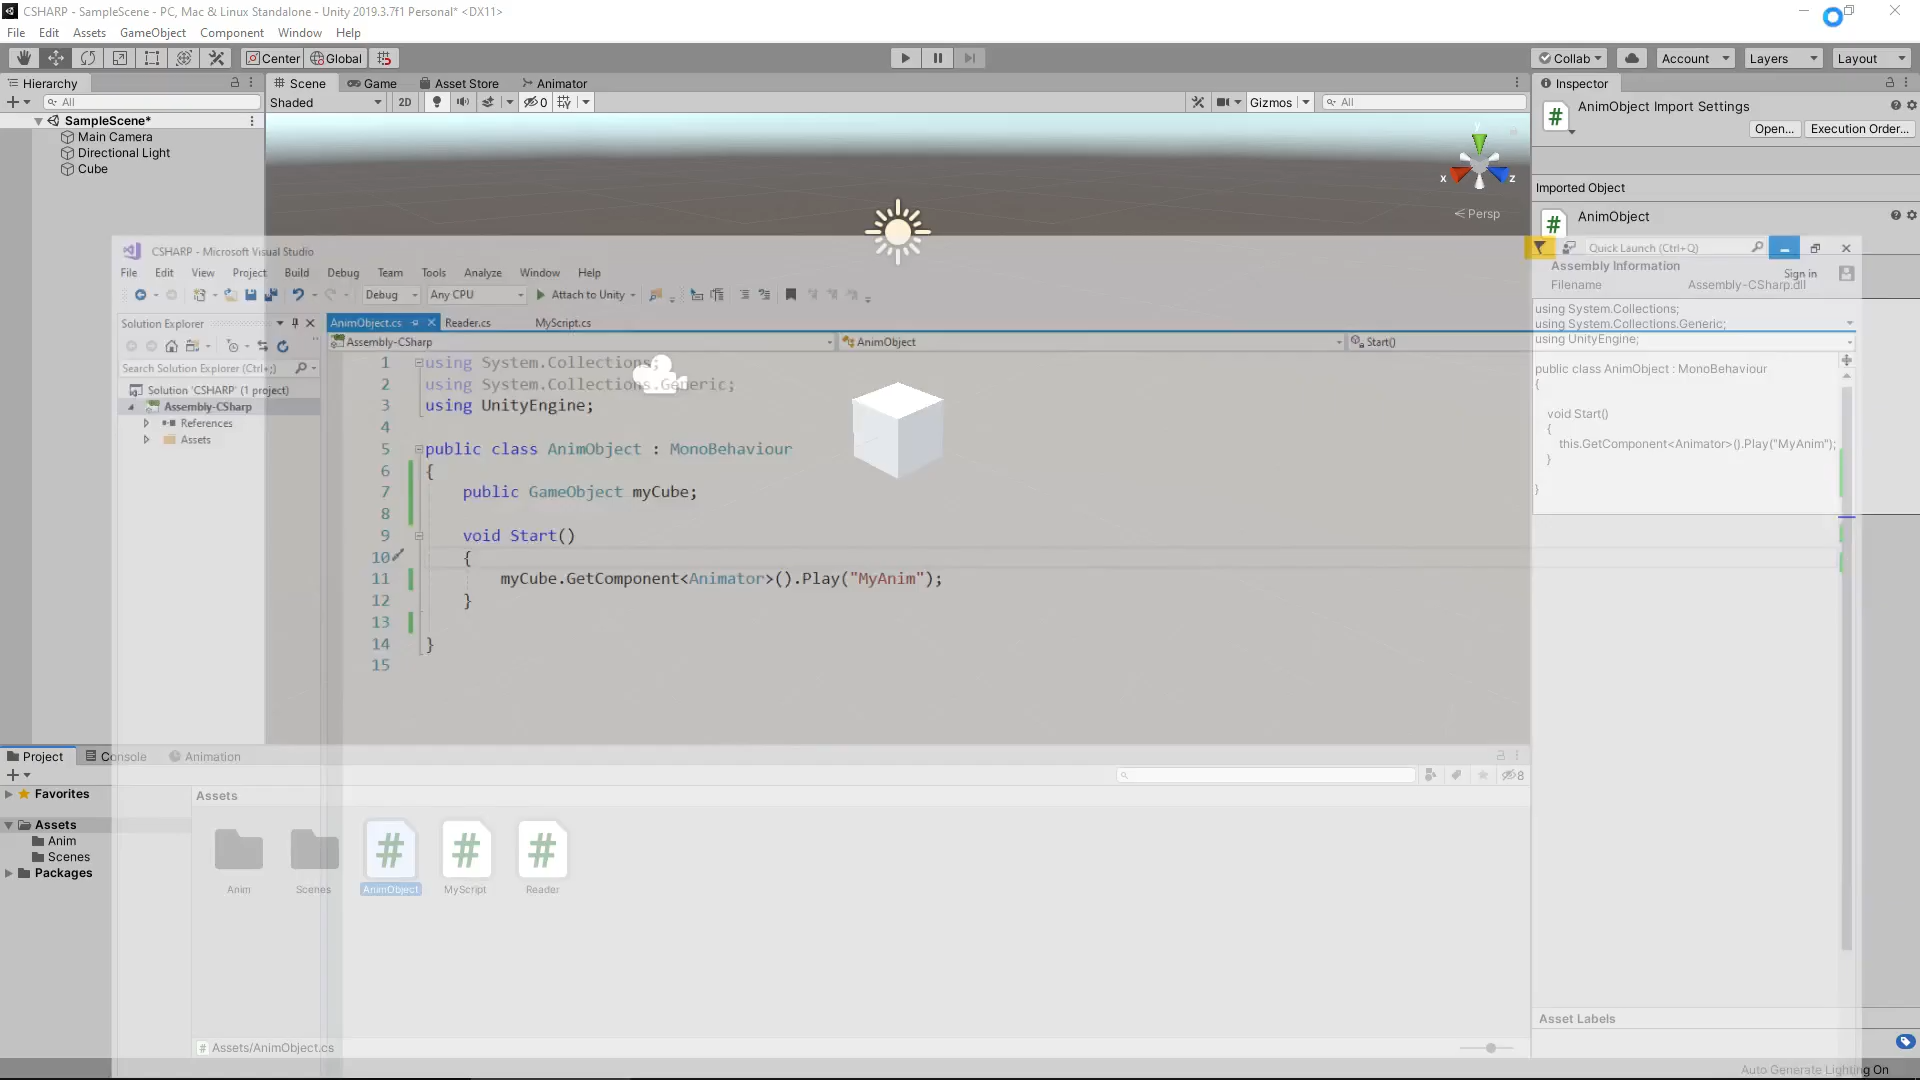 CSHARP - SampleScene - PC, Mac & Linux Standalone - Unity 2019.3.7f1 Personal* <DX11>
File Edit Assets GameObject Component Window Help
Center Global Collab Account Layers Layout
Hierarchy Scene Game Asset Store Animator Inspector
All Shaded 2D 0 Gizmos All
SampleScene*
Main Camera
Directional Light
Cube
AnimObject Import Settings
Open... Execution Order...
Imported Object
AnimObject
y
x z
Persp
CSHARP - Microsoft Visual Studio
Quick Launch (Ctrl+Q)
File Edit View Project Build Debug Team Tools Analyze Window Help
Sign in
Debug Any CPU Attach to Unity
Assembly Information
Filename Assembly-CSharp.dll
Solution Explorer
AnimObject.cs Reader.cs MyScript.cs
Assembly-CSharp AnimObject Start()
Search Solution Explorer (Ctrl+;)
Solution 'CSHARP' (1 project)
Assembly-CSharp
References
Assets
1 using System.Collections;
2 using System.Collections.Generic;
3 using UnityEngine;
4
5 public class AnimObject : MonoBehaviour
6 {
7 public GameObject myCube;
8
9 void Start()
10 {
11 myCube.GetComponent<Animator>().Play("MyAnim");
12 }
13
14 }
15
using System.Collections;
using System.Collections.Generic;
using UnityEngine;
public class AnimObject : MonoBehaviour
{
void Start()
{
this.GetComponent<Animator>().Play("MyAnim");
}
}
Project Console Animation
8
Favorites
Assets
Anim
Scenes
Packages
Assets
Anim Scenes AnimObject MyScript Reader
Assets/AnimObject.cs
Asset Labels
Auto Generate Lighting On